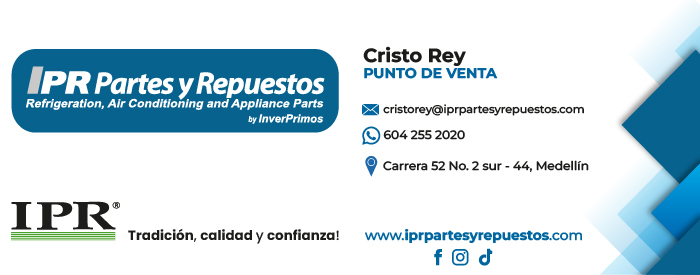 IPR Partes y Repuestos
Refrigeration, Air Conditioning and Appliance Parts
by InverPrimos
Cristo Rey
PUNTO DE VENTA
cristorey@iprpartesyrepuestos.com
604 255 2020
Carrera 52 No. 2 sur - 44, Medellín
IPR®
Tradición, calidad y confianza!
www.iprpartesyrepuestos.com